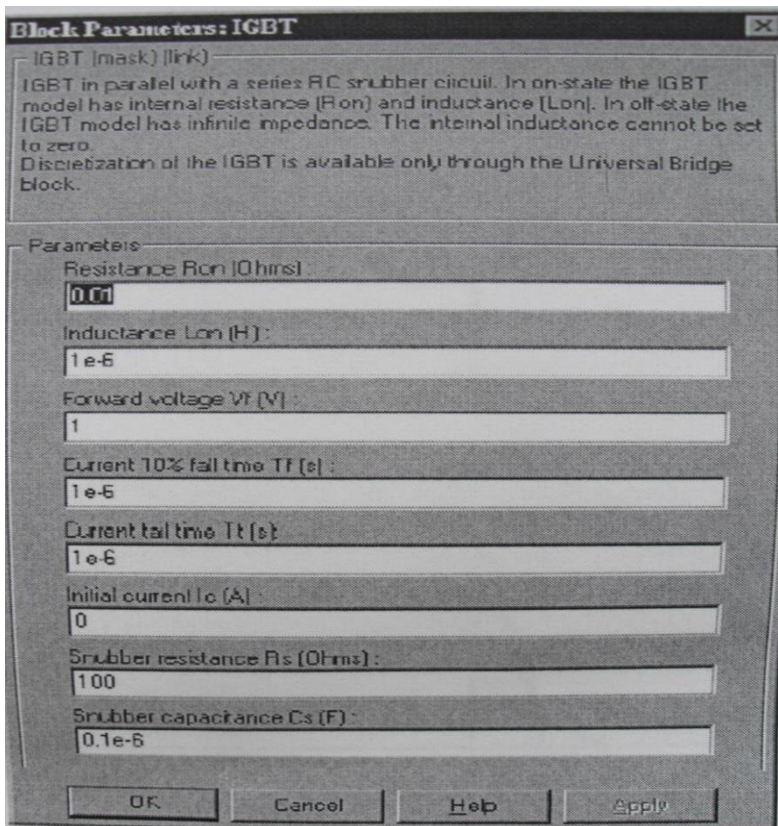 Block Parameters: IGBT
IGBT (mask) (link)
IGBT in parallel with a series RC snubber circuit. In on-state the IGBT
model has internal resistance (Ron) and inductance (Lon). In off-state the
IGBT model has infinite impedance. The internal inductance cannot be set
to zero.
Discretization of the IGBT is available only through the Universal Bridge
block.
Parameters
Resistance Ron (Ohms) :
0.01
Inductance Lon (H) :
1e-6
Forward voltage Vf (V) :
1
Current 10% fall time Tf (s) :
1e-6
Current tail time Tt (s):
1e-6
Initial current Ic (A) :
0
Snubber resistance Rs (Ohms) :
100
Snubber capacitance Cs (F) :
0.1e-6
OK
Cancel
Help
Apply